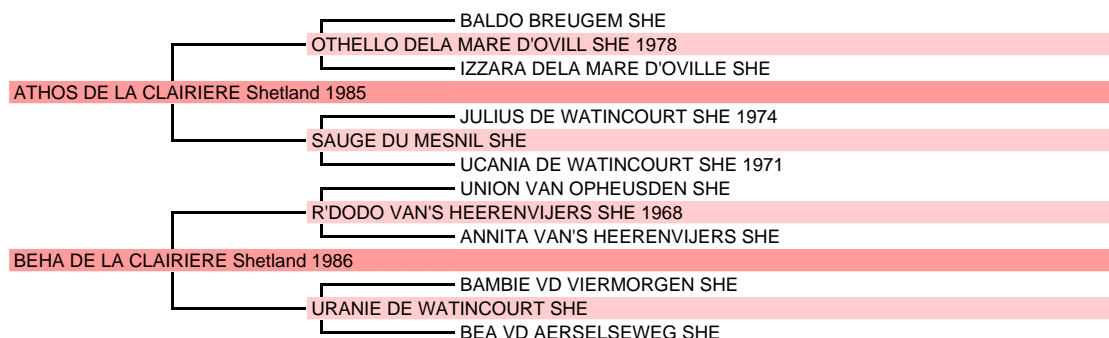 BALDO BREUGEM SHE
OTHELLO DELA MARE D'OVILL SHE 1978
IZZARA DELA MARE D'OVILLE SHE
ATHOS DE LA CLAIRIERE Shetland 1985
JULIUS DE WATINCOURT SHE 1974
SAUGE DU MESNIL SHE
UCANIA DE WATINCOURT SHE 1971
UNION VAN OPHEUSDEN SHE
R'DODO VAN'S HEERENVIJERS SHE 1968
ANNITA VAN'S HEERENVIJERS SHE
BEHA DE LA CLAIRIERE Shetland 1986
BAMBIE VD VIERMORGEN SHE
URANIE DE WATINCOURT SHE
BEA VD AERSELSEWEG SHE